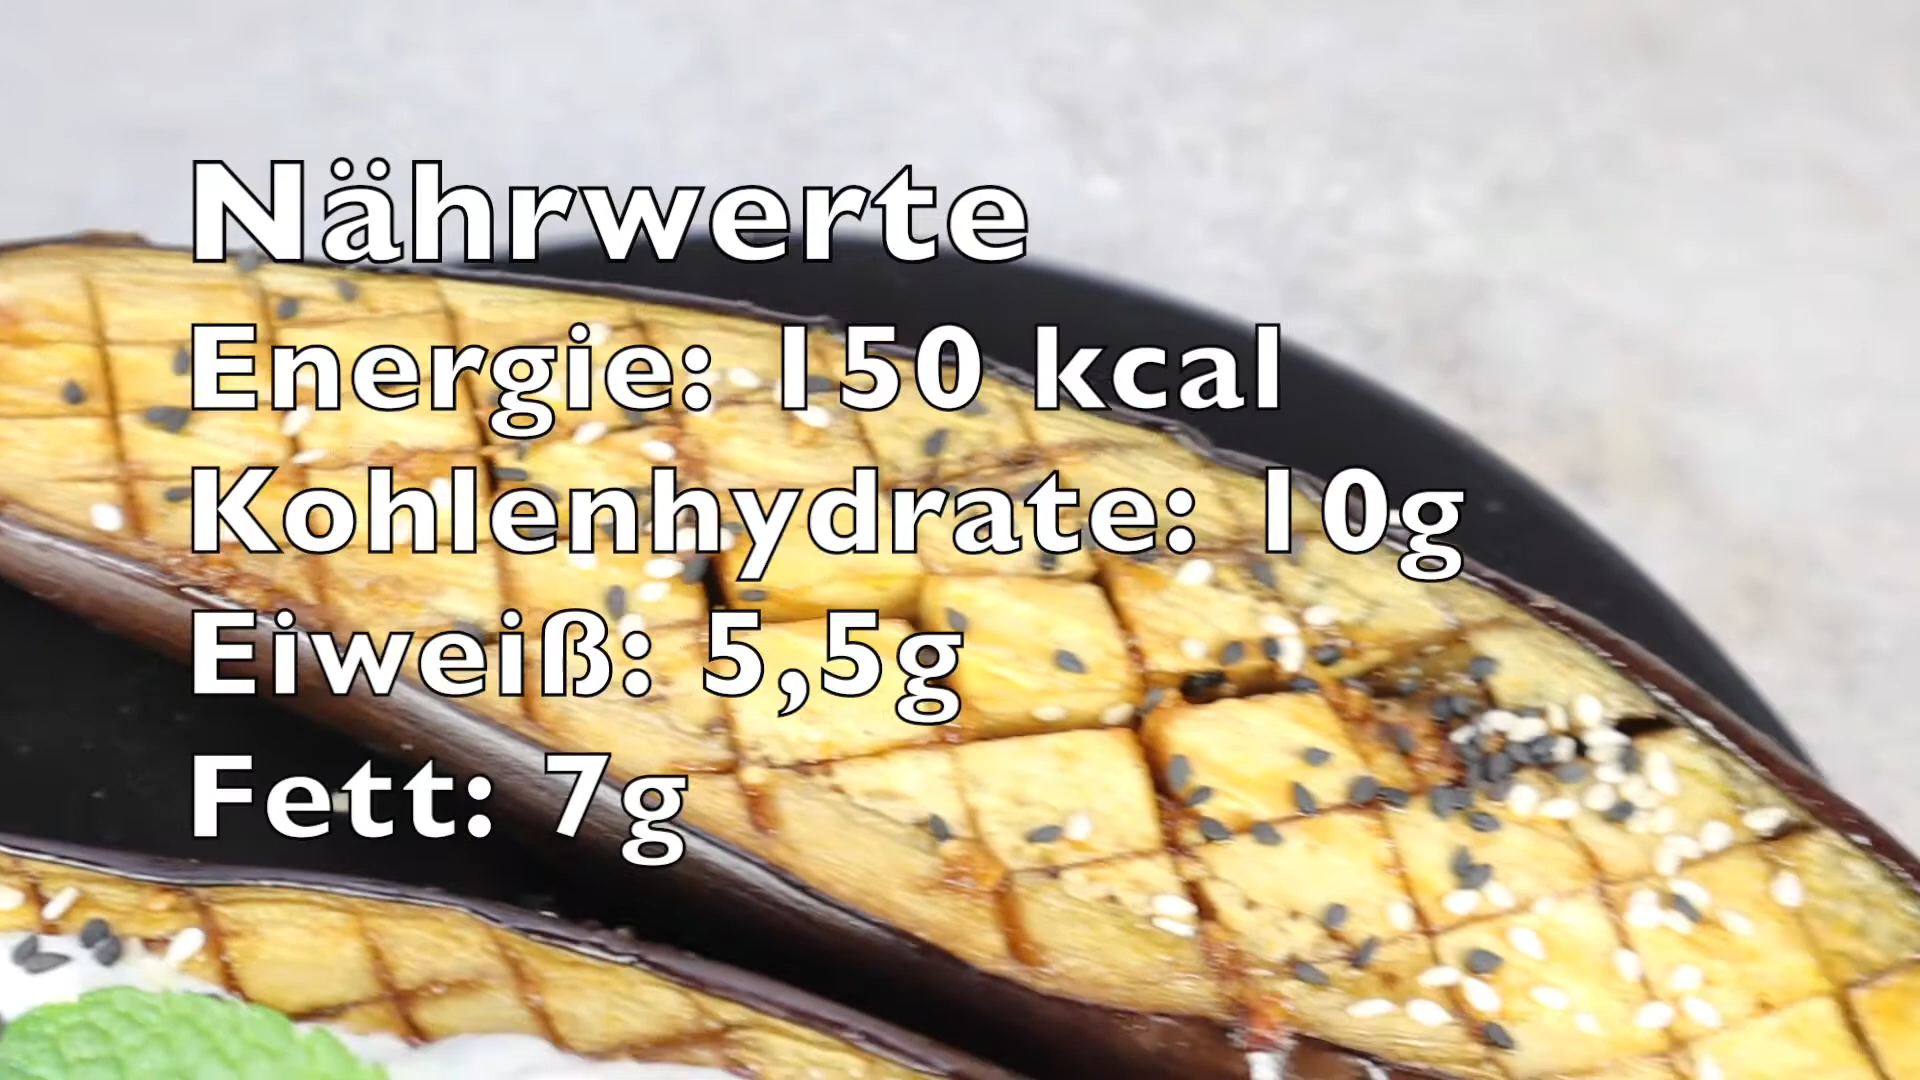 Nährwerte
Energie: 150 kcal
Kohlenhydrate: 10g
Eiweiß: 5,5g
Fett: 7g